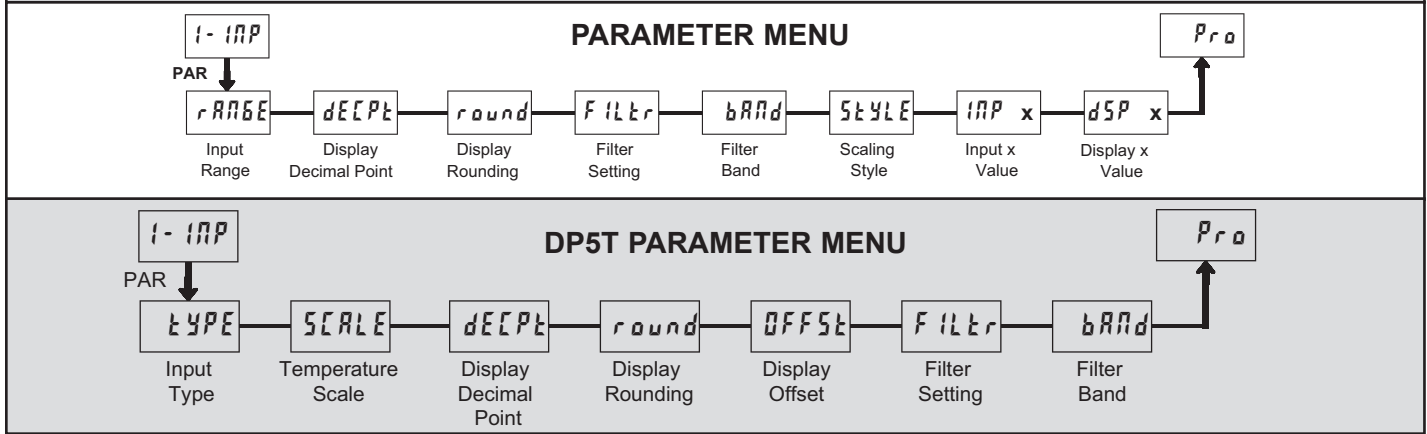 1-INP
PARAMETER MENU
Pro
PAR
rANGE
dECPt
round
FILtr
bANd
StYLE
INP x
dSP x
Input Range
Display Decimal Point
Display Rounding
Filter Setting
Filter Band
Scaling Style
Input x Value
Display x Value
1-INP
DP5T PARAMETER MENU
Pro
PAR
tYPE
SCALE
dECPt
round
OFFSt
FILtr
bANd
Input Type
Temperature Scale
Display Decimal Point
Display Rounding
Display Offset
Filter Setting
Filter Band